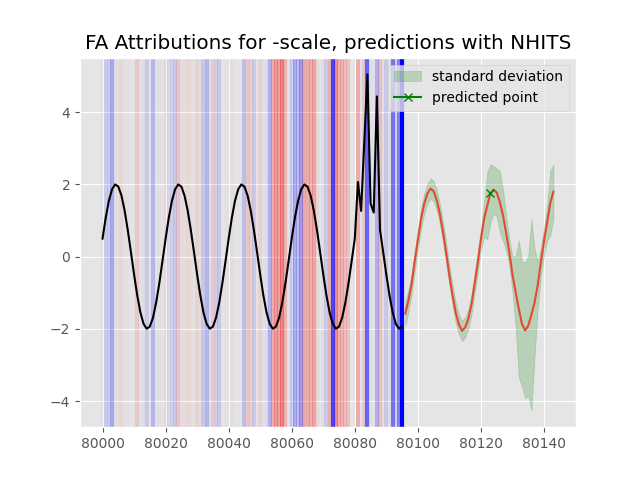 FA Attributions for -scale, predictions with NHITS
standard deviation
predicted point
4
2
0
−2
−4
80000 80020 80040 80060 80080 80100 80120 80140